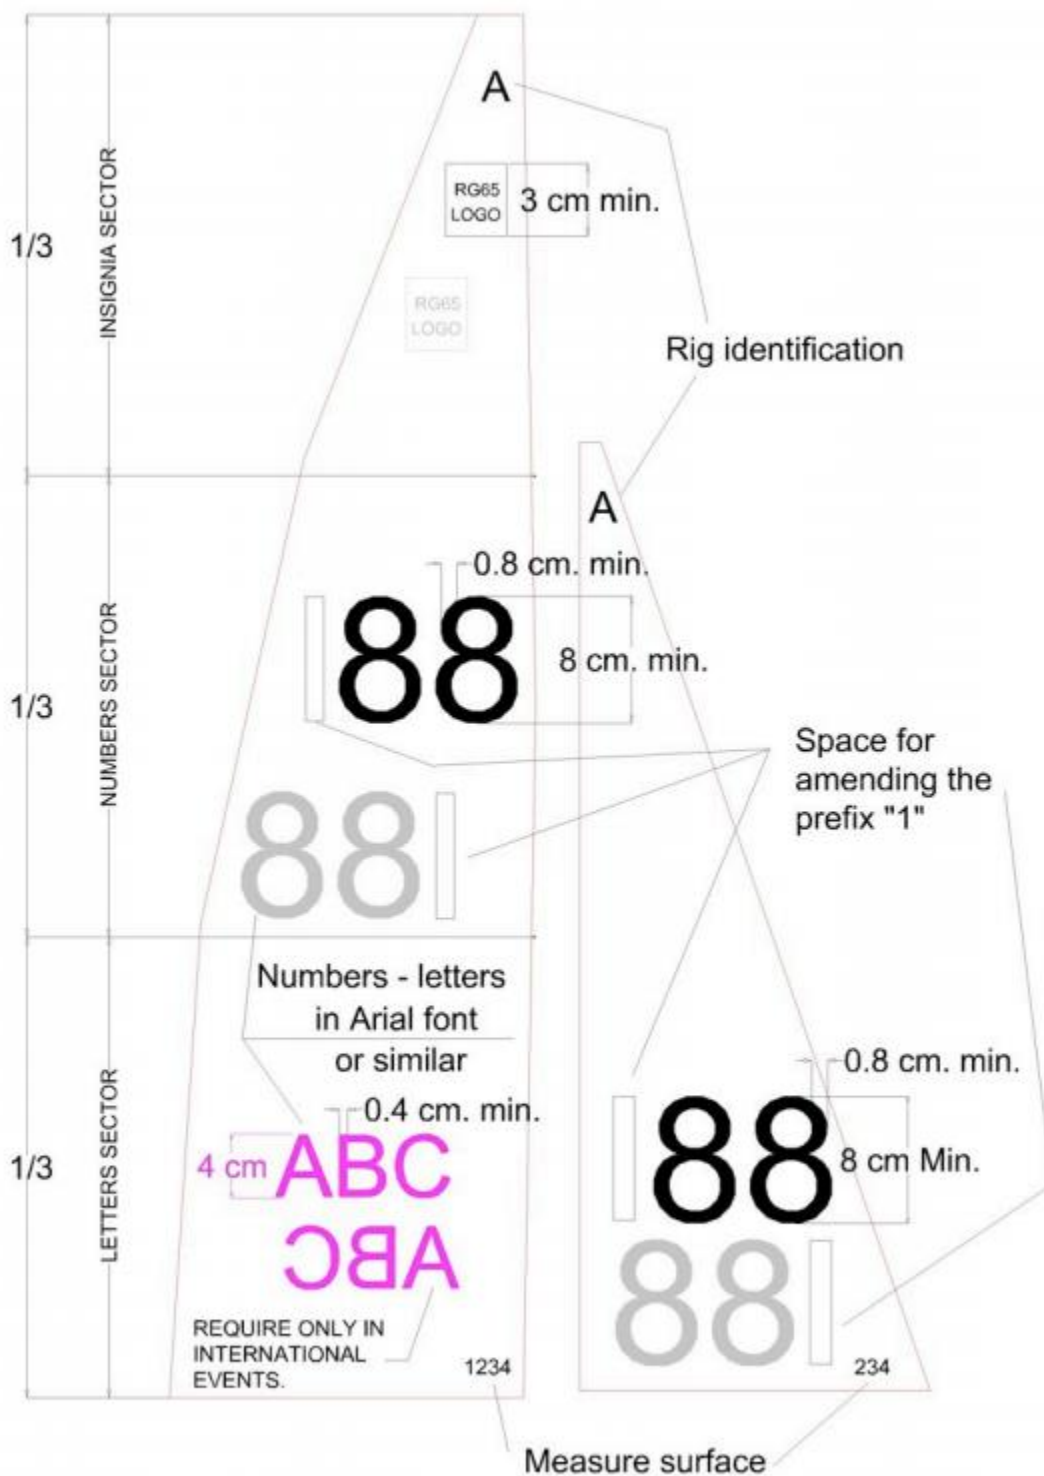 A
INSIGNIA SECTOR
1/3
RG65
LOGO
3 cm min.
RG65
LOGO
Rig identification
A
0.8 cm. min.
88
8 cm. min.
NUMBERS SECTOR
1/3
Space for
amending the
prefix "1"
88
Numbers - letters
in Arial font
or similar
0.8 cm. min.
LETTERS SECTOR
1/3
0.4 cm. min.
4 cm
ABC
88
8 cm Min.
ABC
88
REQUIRE ONLY IN
INTERNATIONAL
EVENTS.
1234
234
Measure surface